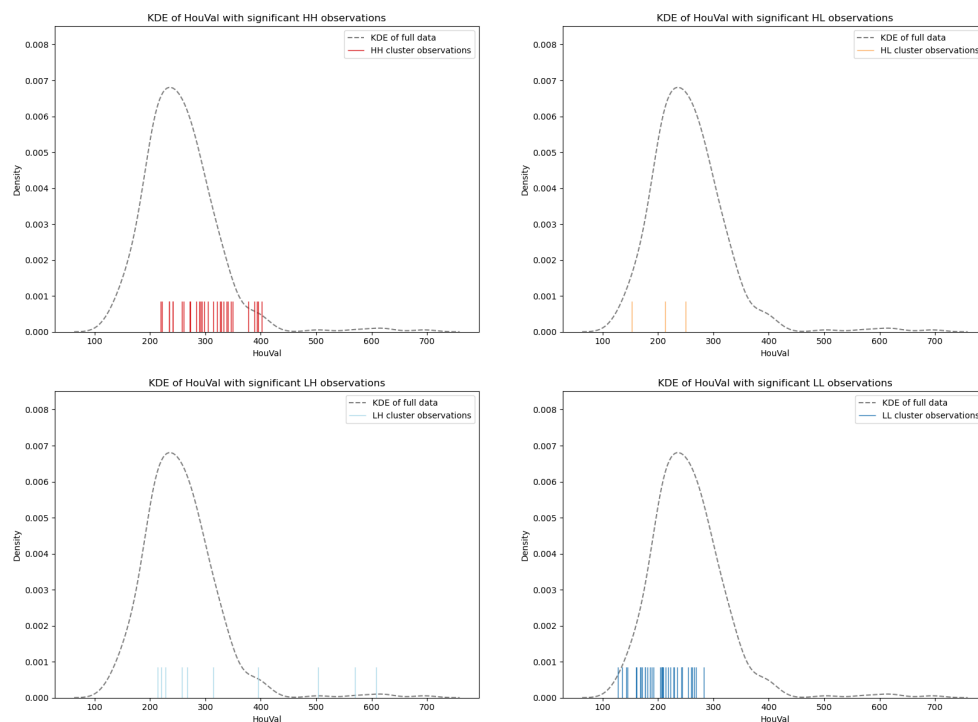 KDE of HouVal with significant HH observations
KDE of full data
HH cluster observations
0.008
0.007
0.006
0.005
0.004
0.003
0.002
0.001
0.000
Density
100 200 300 400 500 600 700
HouVal
KDE of HouVal with significant HL observations
KDE of full data
HL cluster observations
0.008
0.007
0.006
0.005
0.004
0.003
0.002
0.001
0.000
Density
100 200 300 400 500 600 700
HouVal
KDE of HouVal with significant LH observations
KDE of full data
LH cluster observations
0.008
0.007
0.006
0.005
0.004
0.003
0.002
0.001
0.000
Density
100 200 300 400 500 600 700
HouVal
KDE of HouVal with significant LL observations
KDE of full data
LL cluster observations
0.008
0.007
0.006
0.005
0.004
0.003
0.002
0.001
0.000
Density
100 200 300 400 500 600 700
HouVal